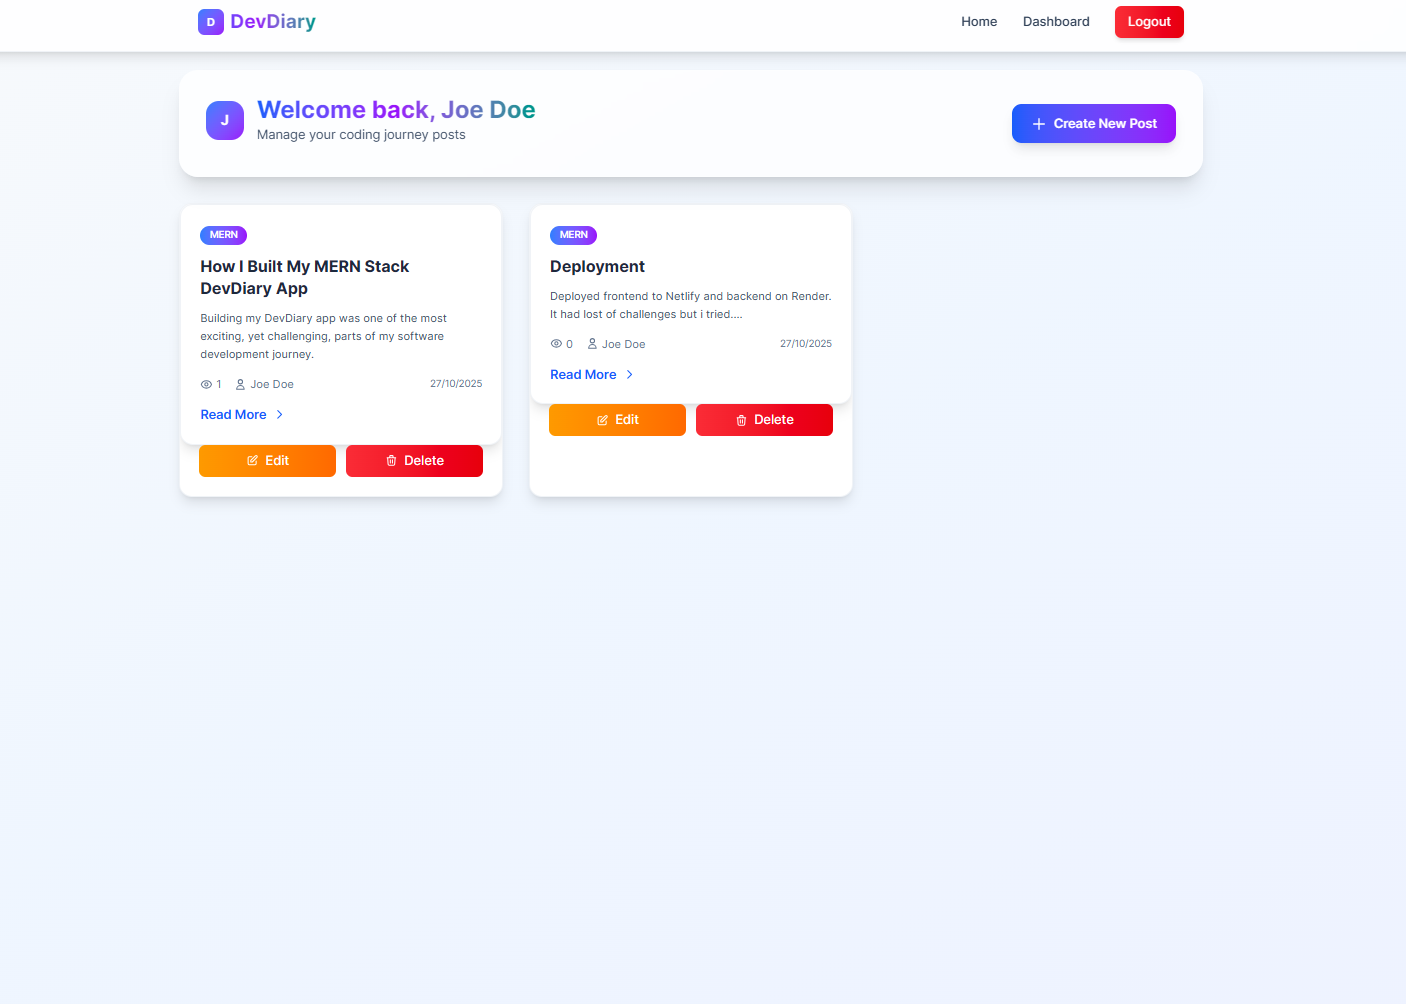 D DevDiary
Home Dashboard Logout
J Welcome back, Joe Doe
Manage your coding journey posts
Create New Post
MERN
How I Built My MERN Stack
DevDiary App
Building my DevDiary app was one of the most
exciting, yet challenging, parts of my software
development journey.
1 Joe Doe 27/10/2025
Read More
Edit Delete
MERN
Deployment
Deployed frontend to Netlify and backend on Render.
It had lost of challenges but i tried....
0 Joe Doe 27/10/2025
Read More
Edit Delete